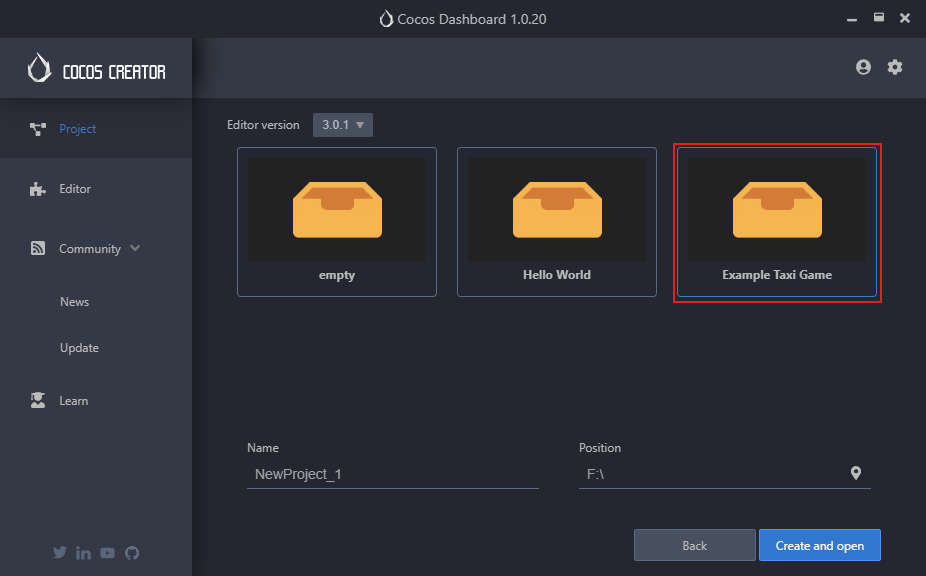 Cocos Dashboard 1.0.20
COCOS CREATOR
Project
Editor
Community
News
Update
Learn
Editor version 3.0.1
empty
Hello World
Example Taxi Game
Name
NewProject_1
Position
F:\
Back
Create and open